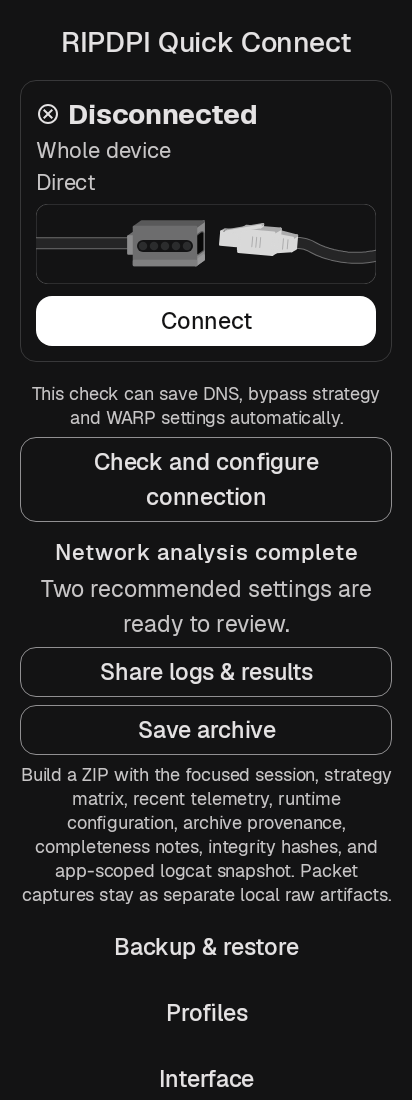 RIPDPI Quick Connect
Disconnected
Whole device
Direct
Connect
This check can save DNS, bypass strategy
and WARP settings automatically.
Check and configure
connection
Network analysis complete
Two recommended settings are
ready to review.
Share logs & results
Save archive
Build a ZIP with the focused session, strategy
matrix, recent telemetry, runtime
configuration, archive provenance,
completeness notes, integrity hashes, and
app-scoped logcat snapshot. Packet
captures stay as separate local raw artifacts.
Backup & restore
Profiles
Interface